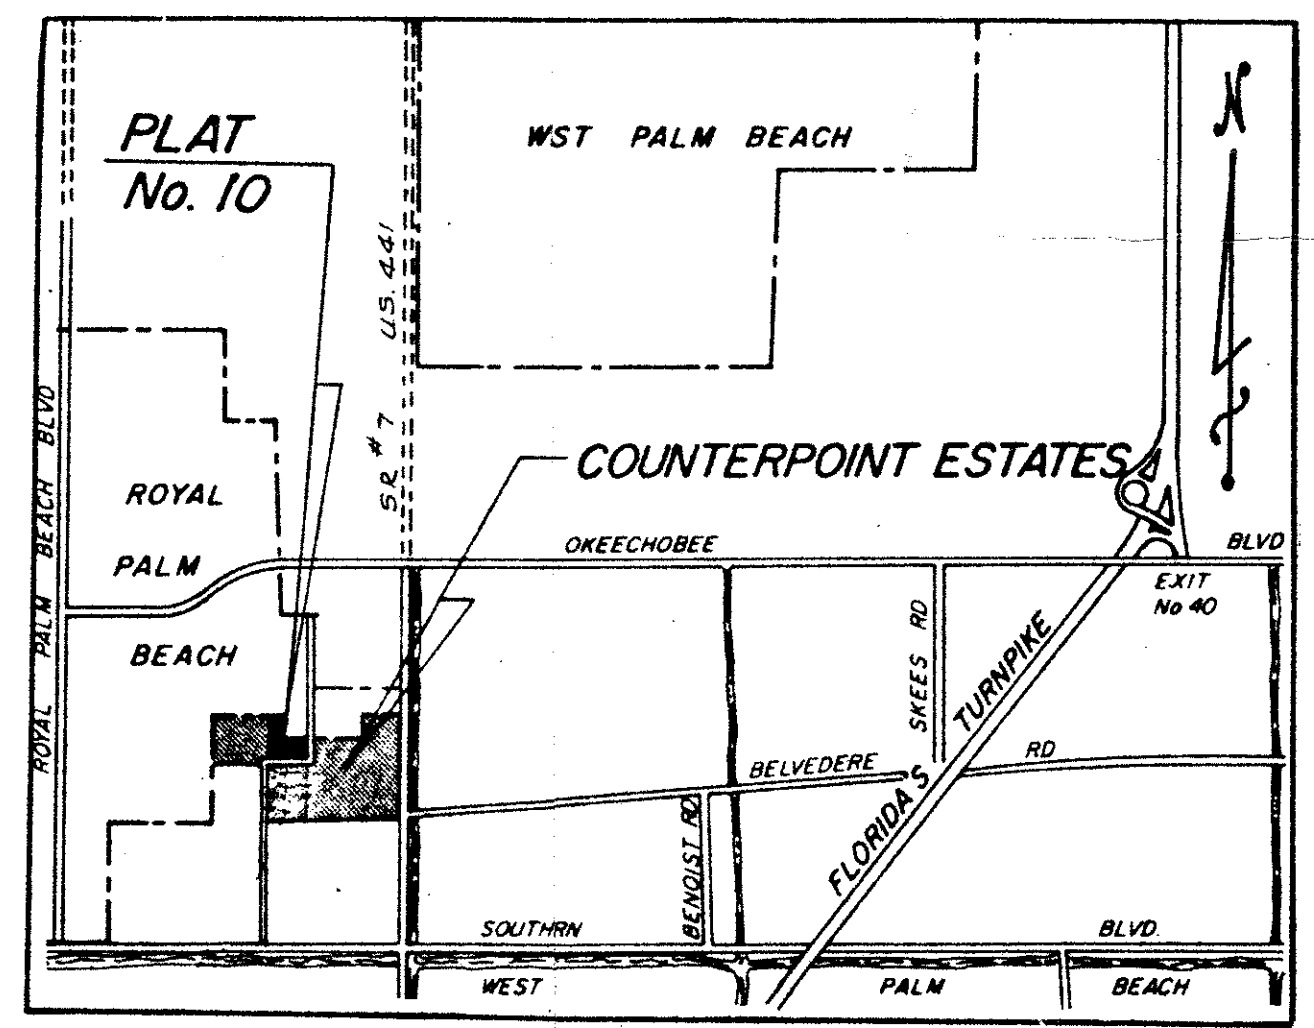 N
PLAT
No. 10
WST PALM BEACH
U.S. 441
SR #7
COUNTERPOINT ESTATES
ROYAL
PALM
BEACH
ROYAL PALM BEACH BLVD
OKEECHOBEE BLVD
EXIT
No 40
SKEES RD
FLORIDA'S TURNPIKE
BELVEDERE RD
BENOIST RD
SOUTHRN BLVD.
WEST PALM BEACH